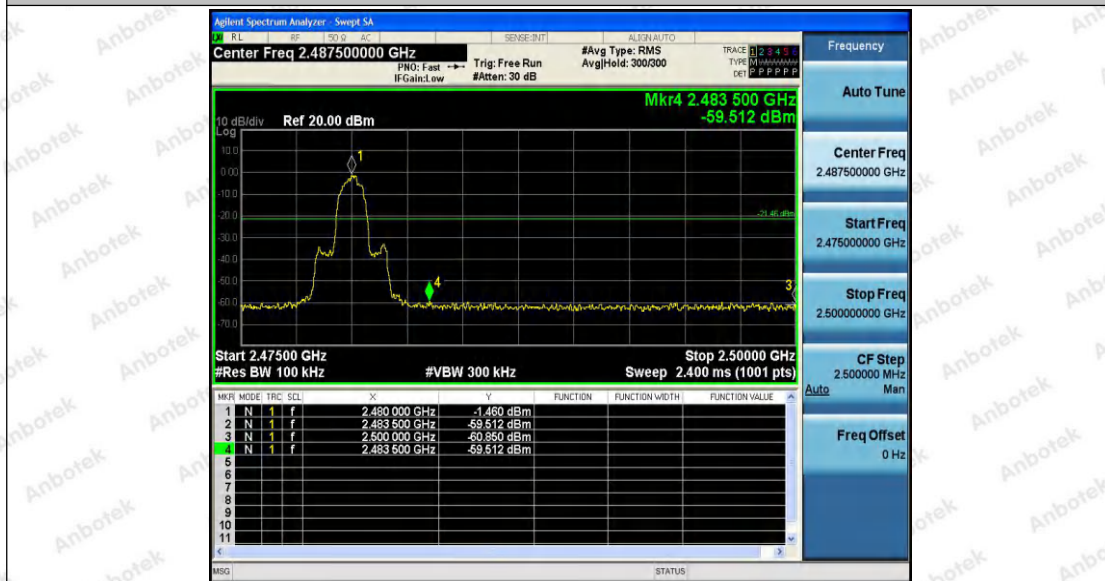 Agilent Spectrum Analyzer - Swept SA
RL RF 50 Ω AC SENSE:INT ALIGN AUTO
Center Freq 2.487500000 GHz
PNO: Fast
IFGain:Low
Trig: Free Run
#Atten: 30 dB
#Avg Type: RMS
Avg|Hold: 300/300
TRACE 1 2 3 4 5 6
TYPE M
DET P P P P P P
Mkr4 2.483 500 GHz
-59.512 dBm
10 dB/div Ref 20.00 dBm
Log
10.0
0.00
-10.0
-20.0
-30.0
-40.0
-50.0
-60.0
-70.0
1
-21.46 dBm
4
3
Start 2.47500 GHz Stop 2.50000 GHz
#Res BW 100 kHz #VBW 300 kHz Sweep 2.400 ms (1001 pts)
MKR MODE TRC SCL X Y FUNCTION FUNCTION WIDTH FUNCTION VALUE
1 N 1 f 2.480 000 GHz -1.460 dBm
2 N 1 f 2.483 500 GHz -59.512 dBm
3 N 1 f 2.500 000 GHz -60.850 dBm
4 N 1 f 2.483 500 GHz -59.512 dBm
5
6
7
8
9
10
11
MSG STATUS
Frequency
Auto Tune
Center Freq
2.487500000 GHz
Start Freq
2.475000000 GHz
Stop Freq
2.500000000 GHz
CF Step
2.500000 MHz
Auto Man
Freq Offset
0 Hz
Anbotek